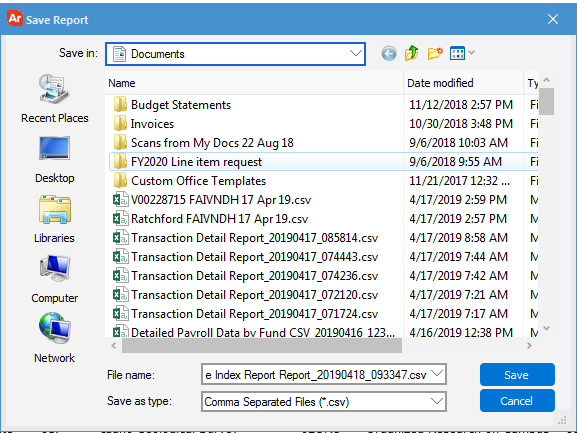 Ar Save Report
Save in: Documents
Name Date modified Ty
Recent Places
Desktop
Libraries
Computer
Network
Budget Statements 11/12/2018 2:57 PM Fi
Invoices 10/30/2018 3:48 PM Fi
Scans from My Docs 22 Aug 18 9/6/2018 10:03 AM Fi
FY2020 Line item request 9/6/2018 9:55 AM Fi
Custom Office Templates 11/21/2017 12:32 ... Fi
V00228715 FAIVNDH 17 Apr 19.csv 4/17/2019 2:59 PM M
Ratchford FAIVNDH 17 Apr 19.csv 4/17/2019 2:57 PM M
Transaction Detail Report_20190417_085814.csv 4/17/2019 8:58 AM M
Transaction Detail Report_20190417_074443.csv 4/17/2019 7:44 AM M
Transaction Detail Report_20190417_074236.csv 4/17/2019 7:42 AM M
Transaction Detail Report_20190417_072120.csv 4/17/2019 7:21 AM M
Transaction Detail Report_20190417_071724.csv 4/17/2019 7:17 AM M
Detailed Payroll Data by Fund CSV_20190416_123... 4/16/2019 12:38 PM M
File name: e Index Report Report_20190418_093347.csv Save
Save as type: Comma Separated Files (*.csv) Cancel